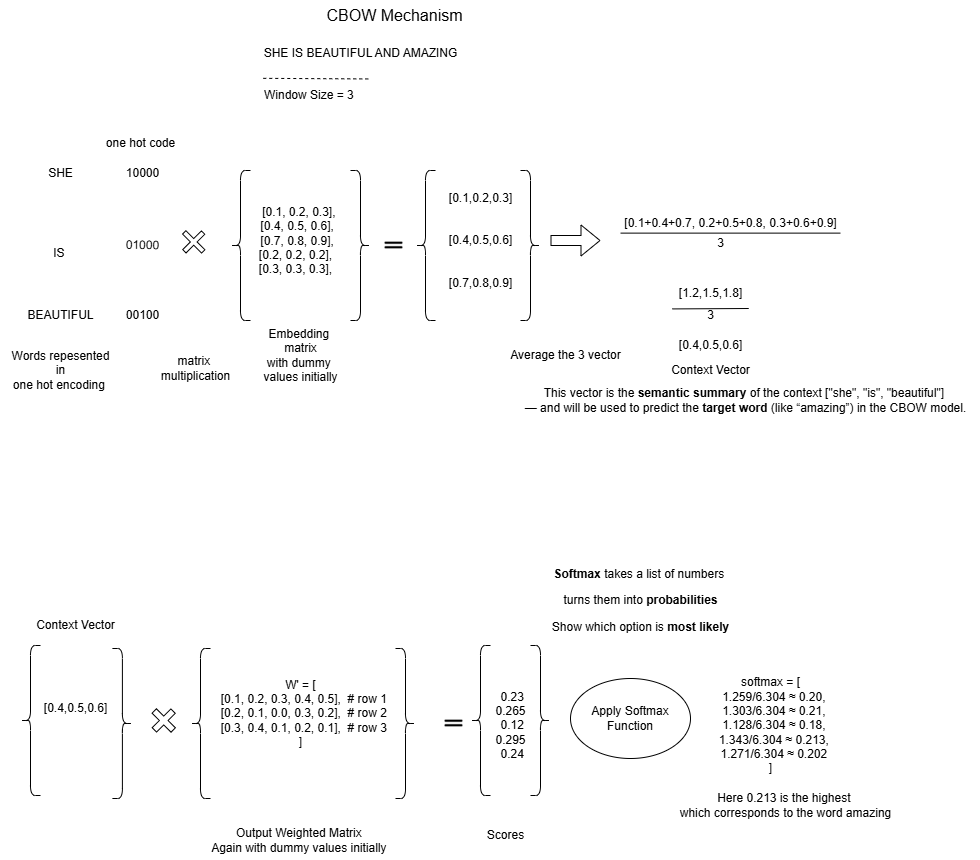 CBOW Mechanism
SHE IS BEAUTIFUL AND AMAZING
-------------------
Window Size = 3
one hot code
SHE 10000
IS 01000
BEAUTIFUL 00100
Words repesented
in
one hot encoding
matrix
multiplication
[0.1, 0.2, 0.3],
[0.4, 0.5, 0.6],
[0.7, 0.8, 0.9],
[0.2, 0.2, 0.2],
[0.3, 0.3, 0.3],
Embedding
matrix
with dummy
values initially
=
[0.1,0.2,0.3]
[0.4,0.5,0.6]
[0.7,0.8,0.9]
[0.1+0.4+0.7, 0.2+0.5+0.8, 0.3+0.6+0.9]
3
[1.2,1.5,1.8]
3
[0.4,0.5,0.6]
Average the 3 vector
Context Vector
This vector is the semantic summary of the context ["she", "is", "beautiful"]
— and will be used to predict the target word (like “amazing”) in the CBOW model.
Softmax takes a list of numbers
turns them into probabilities
Show which option is most likely
Context Vector
[0.4,0.5,0.6]
W' = [
[0.1, 0.2, 0.3, 0.4, 0.5], # row 1
[0.2, 0.1, 0.0, 0.3, 0.2], # row 2
[0.3, 0.4, 0.1, 0.2, 0.1], # row 3
]
Output Weighted Matrix
Again with dummy values initially
=
0.23
0.265
0.12
0.295
0.24
Scores
Apply Softmax
Function
softmax = [
1.259/6.304 ≈ 0.20,
1.303/6.304 ≈ 0.21,
1.128/6.304 ≈ 0.18,
1.343/6.304 ≈ 0.213,
1.271/6.304 ≈ 0.202
]
Here 0.213 is the highest
which corresponds to the word amazing